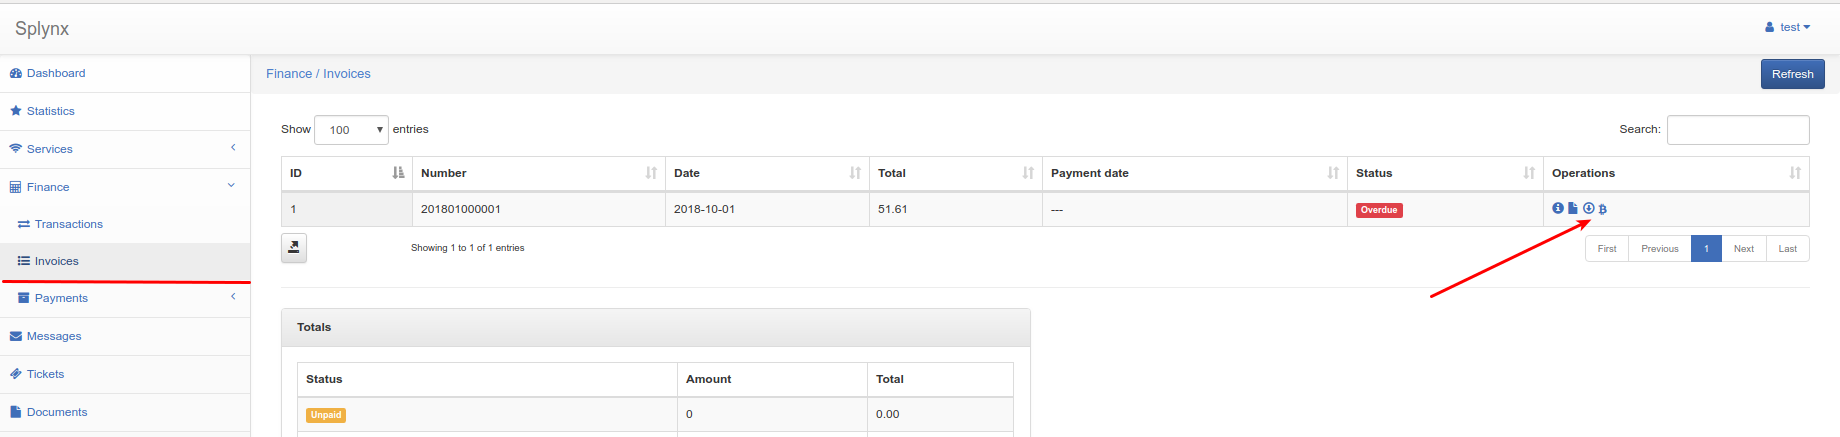 Splynx
test
Dashboard
Statistics
Services
Finance
Transactions
Invoices
Payments
Messages
Tickets
Documents
Finance / Invoices
Refresh
Show 100 entries
Search:
ID Number Date Total Payment date Status Operations
1 201801000001 2018-10-01 51.61 --- Overdue
Showing 1 to 1 of 1 entries
First Previous 1 Next Last
Totals
Status Amount Total
Unpaid 0 0.00